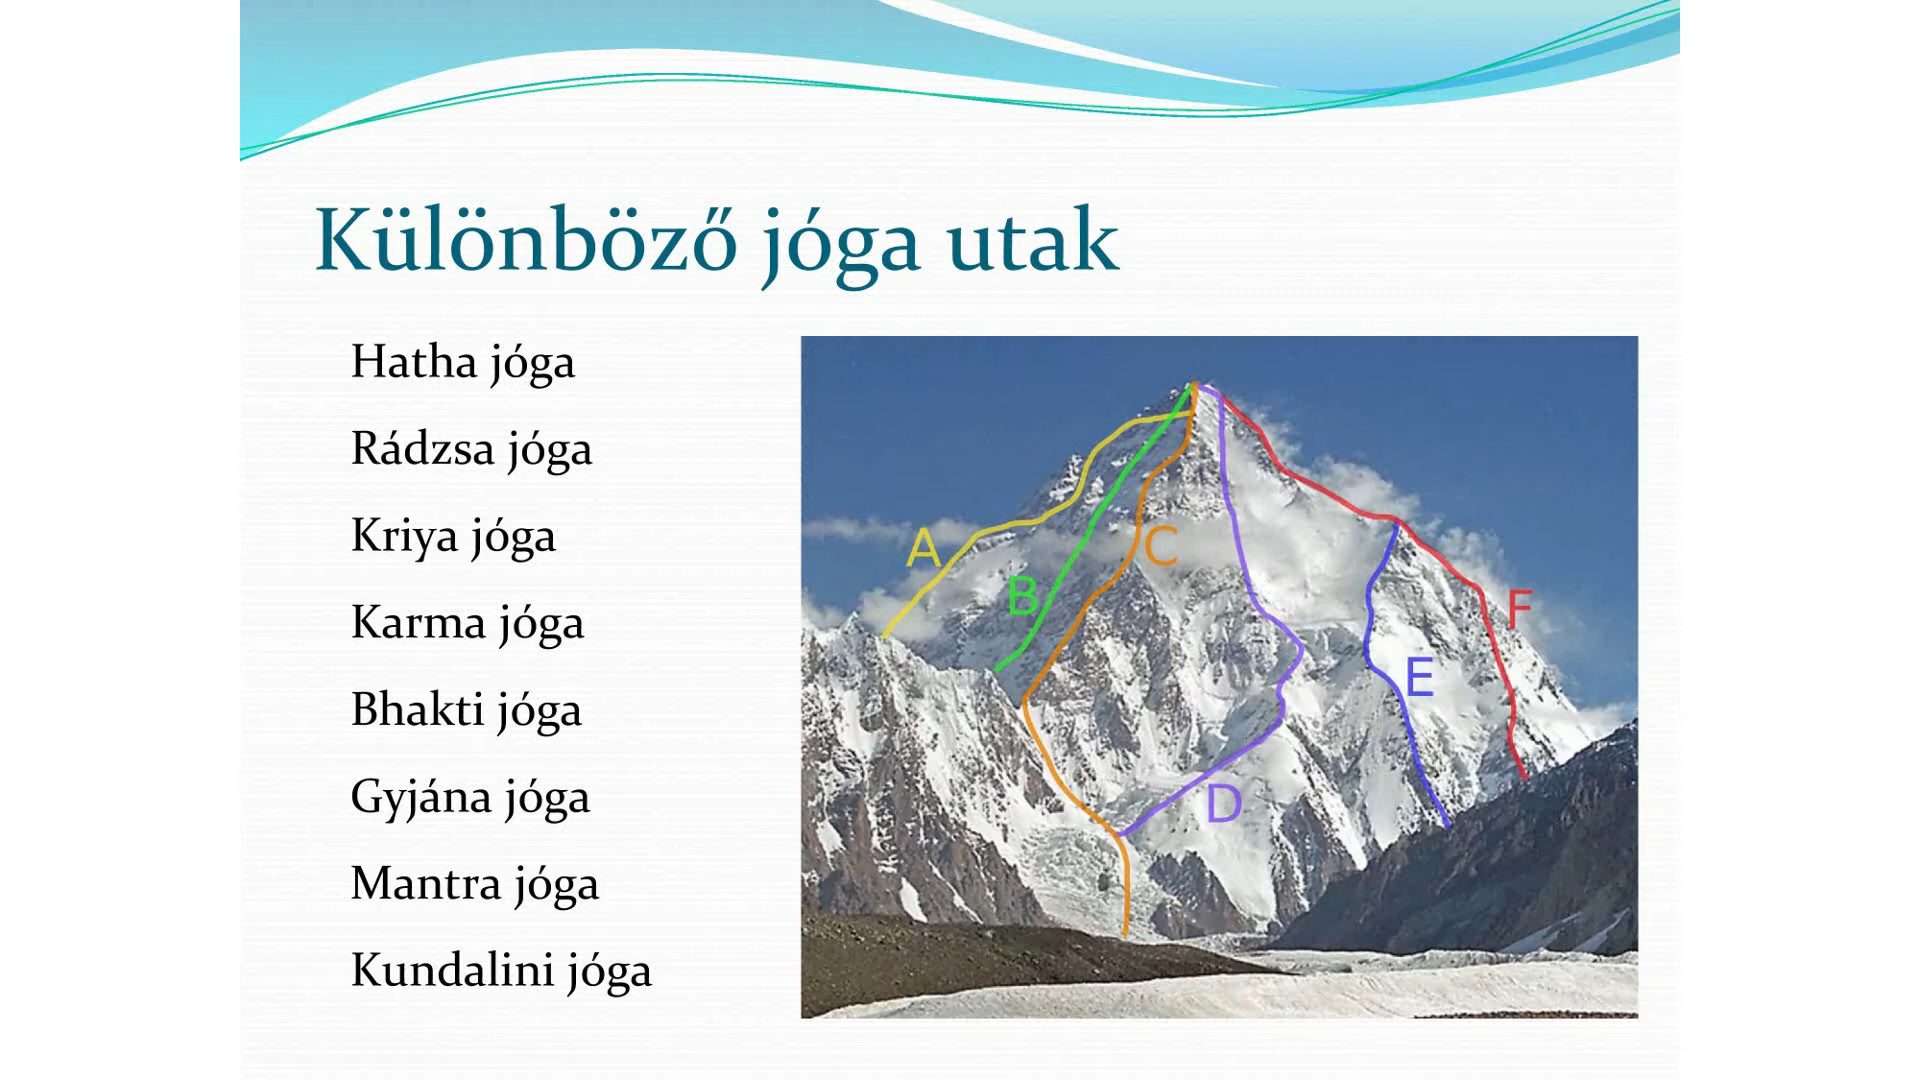 Különböző jóga utak
Hatha jóga
Rádzsa jóga
Kriya jóga
Karma jóga
Bhakti jóga
Gyjána jóga
Mantra jóga
Kundalini jóga
A
B
C
D
E
F